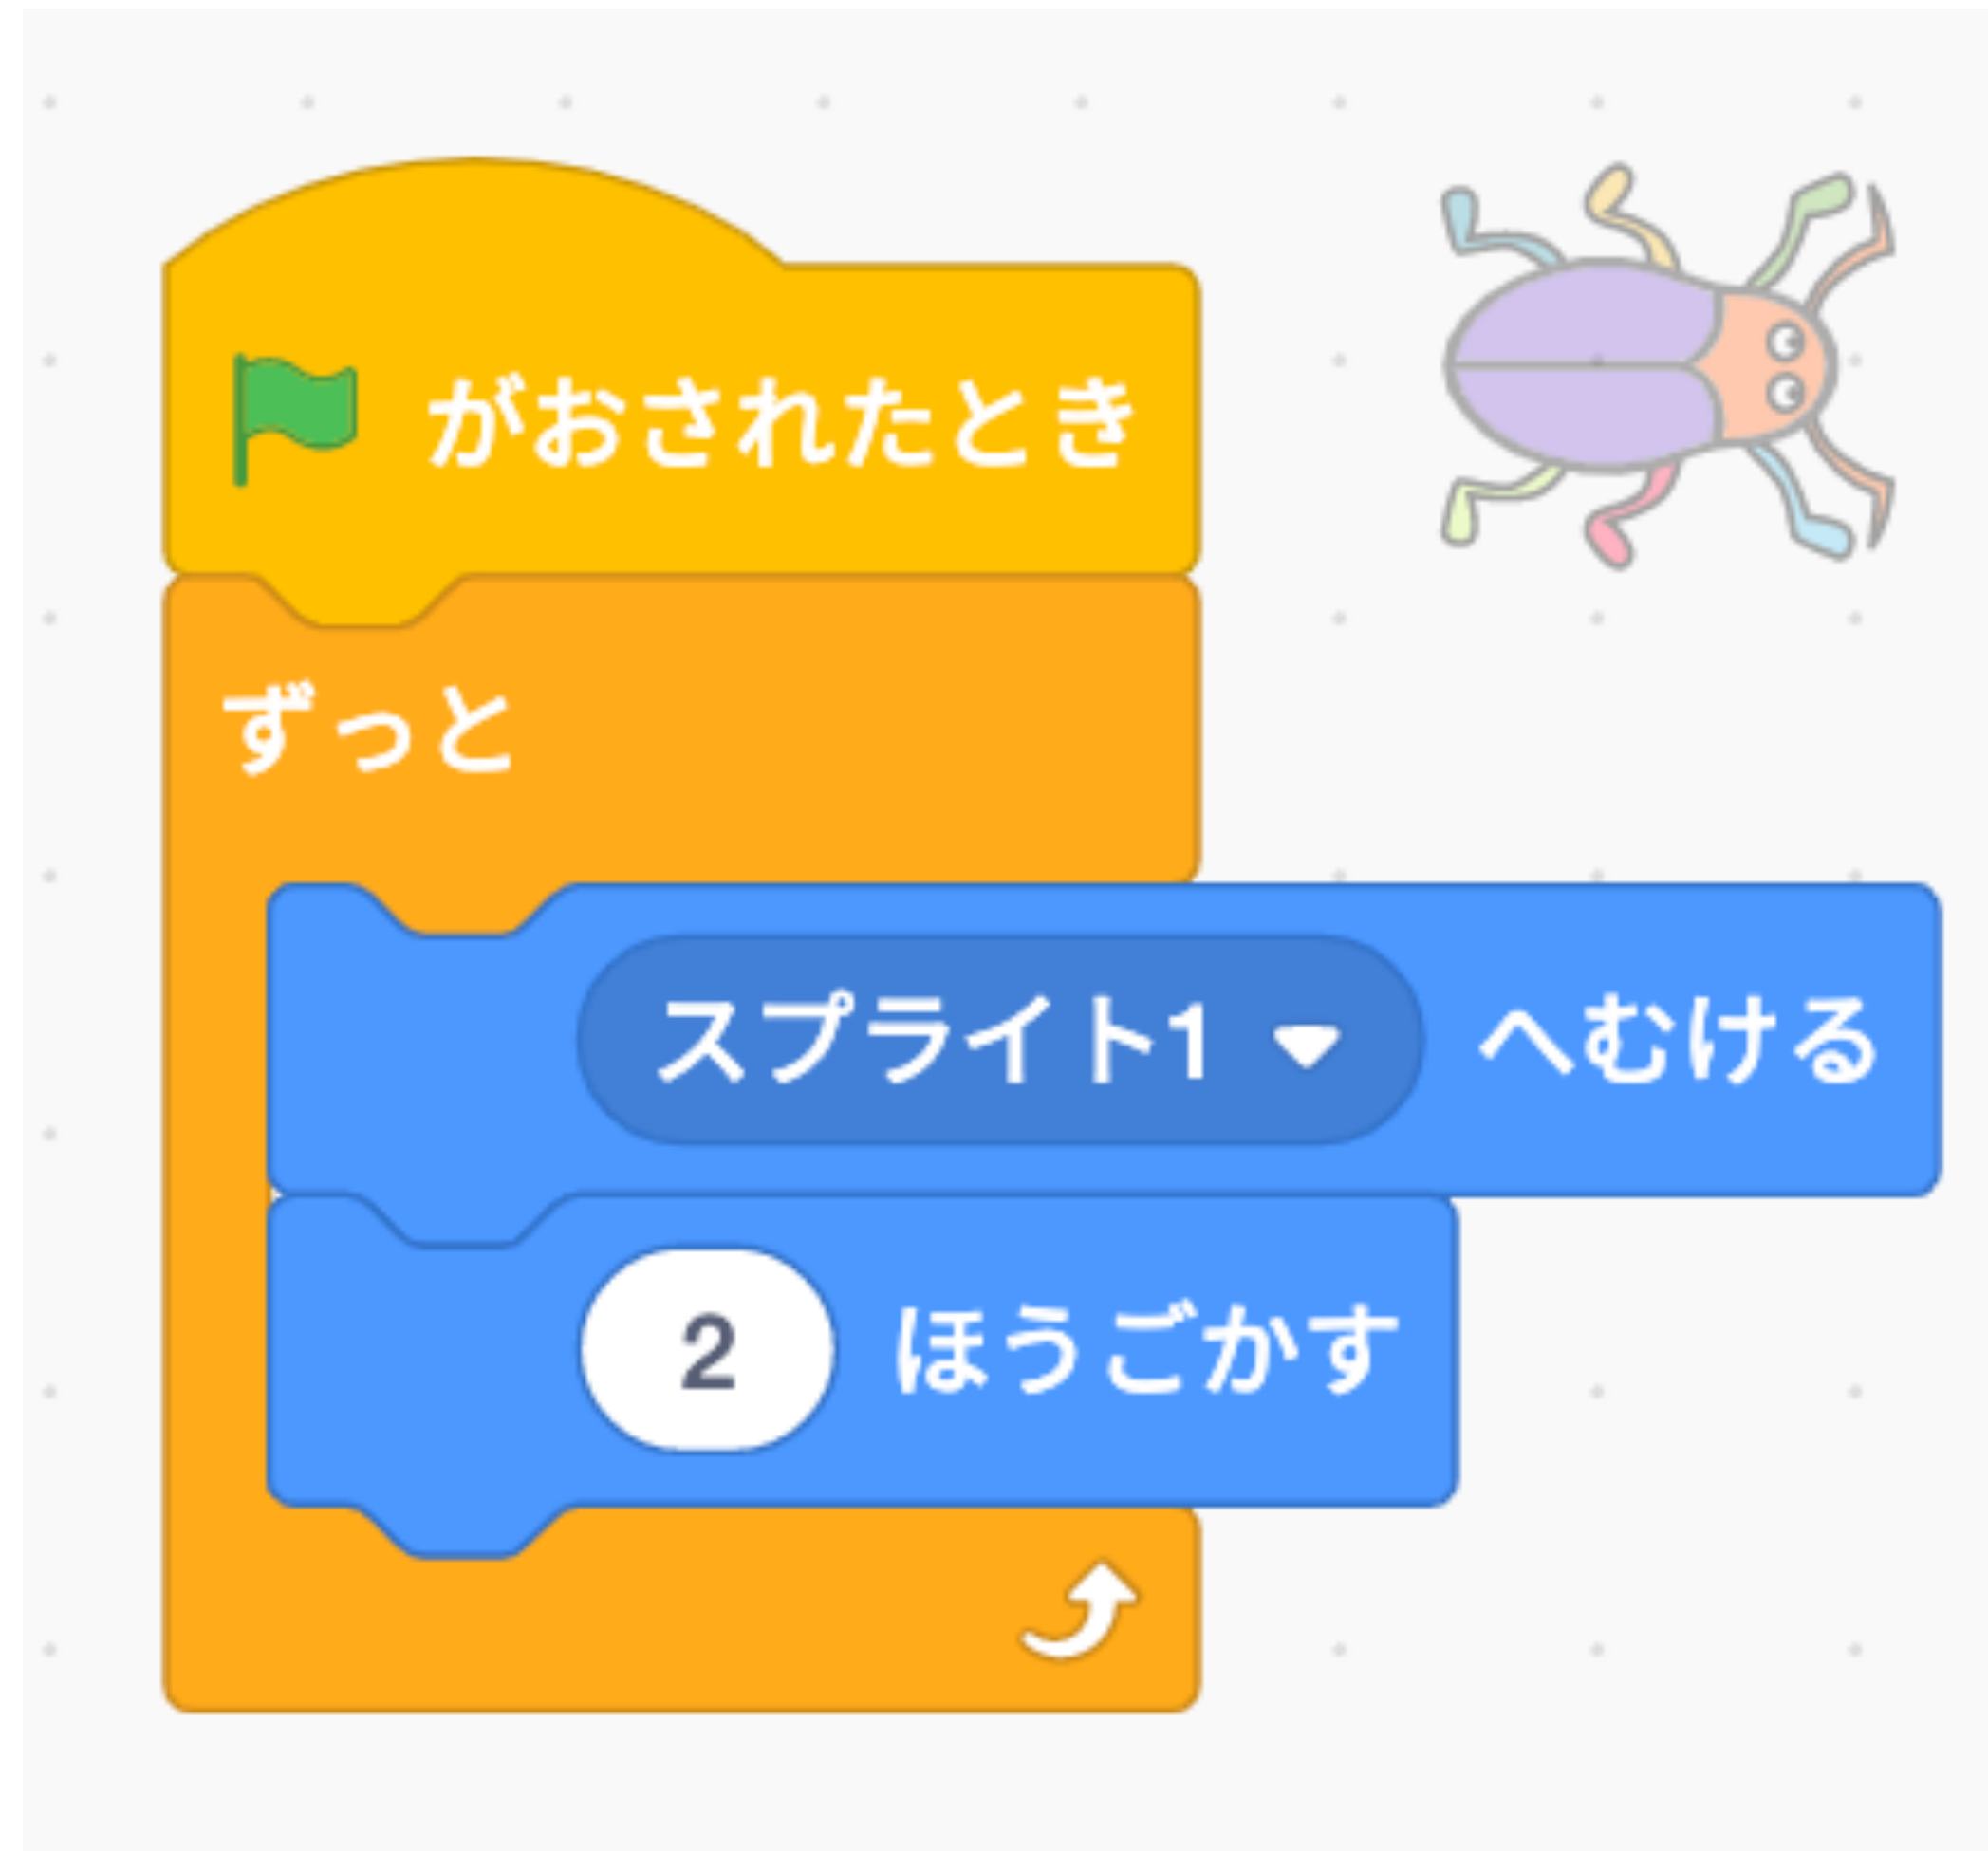 がおされたとき
ずっと
スプライト1 へむける
2 ほうごかす